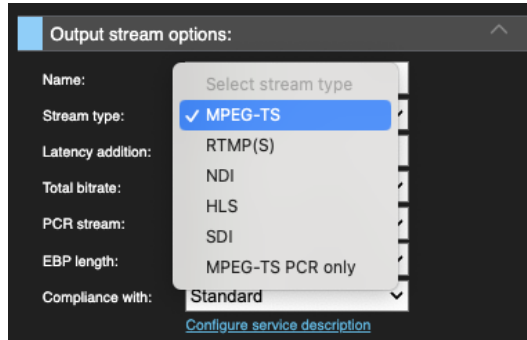 Output stream options:
Name:
Select stream type
Stream type:
✓ MPEG-TS
Latency addition:
RTMP(S)
Total bitrate:
NDI
PCR stream:
HLS
SDI
EBP length:
MPEG-TS PCR only
Compliance with:
Standard
Configure service description